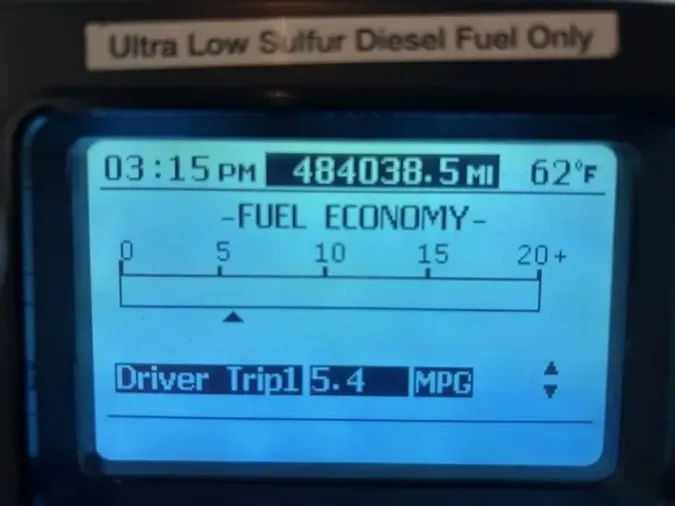 Ultra Low Sulfur Diesel Fuel Only
03:15 PM 484038.5 MI 62°F
-FUEL ECONOMY-
0 5 10 15 20+
Driver Trip1 5.4 MPG